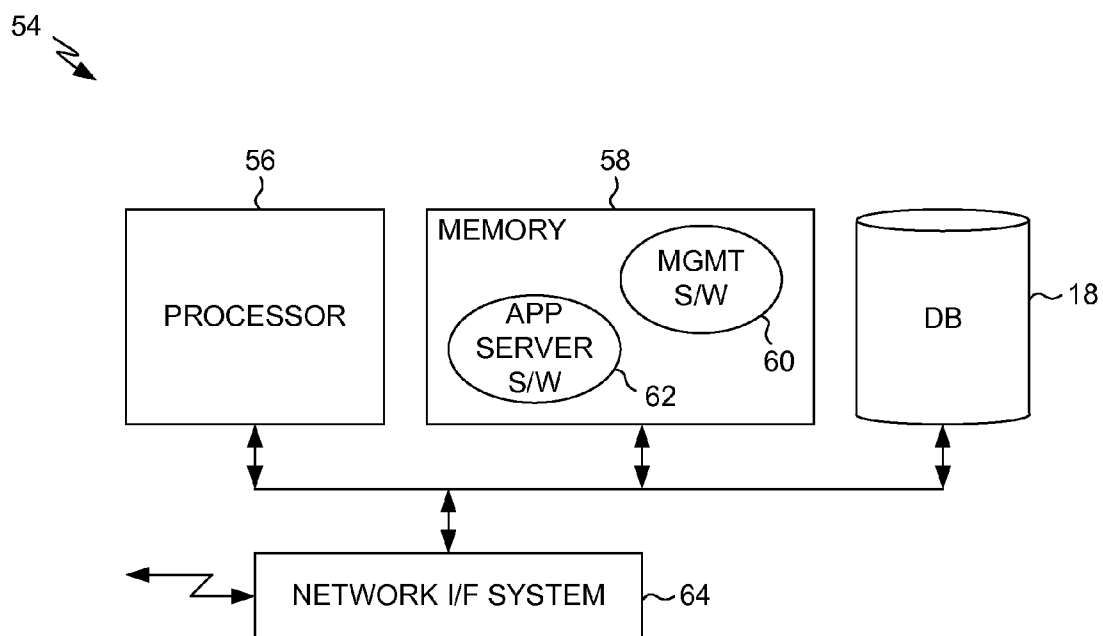 54
56
58
MEMORY
MGMT
S/W
PROCESSOR
APP
SERVER
S/W
DB
18
60
62
NETWORK I/F SYSTEM
64